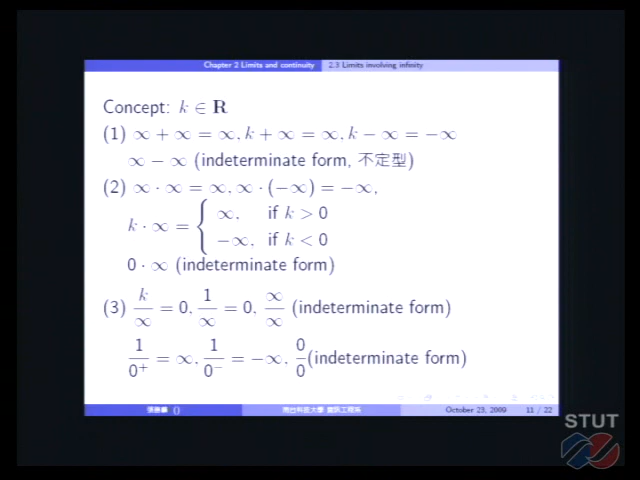 Chapter 2 Limits and continuity 2.3 Limits involving infinity
Concept: k ∈ R
(1) ∞ + ∞ = ∞, k + ∞ = ∞, k − ∞ = −∞
∞ − ∞ (indeterminate form, 不定型)
(2) ∞ · ∞ = ∞, ∞ · (−∞) = −∞,
k · ∞ = { ∞, if k > 0
−∞, if k < 0
0 · ∞ (indeterminate form)
(3) k/∞ = 0, 1/∞ = 0, ∞/∞ (indeterminate form)
1/0⁺ = ∞, 1/0⁻ = −∞, 0/0 (indeterminate form)
() October 23, 2009 11 / 22
STUT